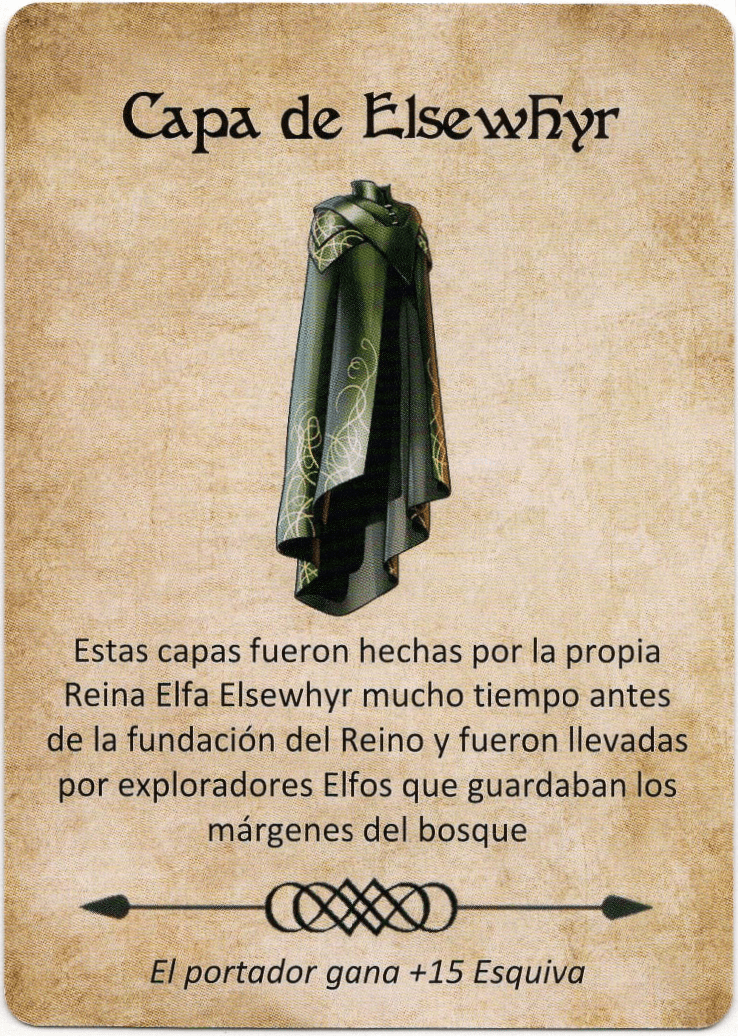 Capa de Elsewhyr
Estas capas fueron hechas por la propia
Reina Elfa Elsewhyr mucho tiempo antes
de la fundación del Reino y fueron llevadas
por exploradores Elfos que guardaban los
márgenes del bosque
El portador gana +15 Esquiva